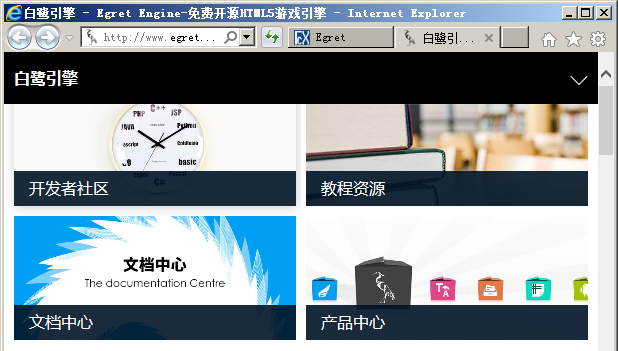 白鹭引擎 - Egret Engine-免费开源HTML5游戏引擎 - Internet Explorer
http://www.egret...
Egret
白鹭引...
白鹭引擎
C++
PHP
JSP
JAVA
Python
Coldfusion
basic
C#
开发者社区
教程资源
文档中心
The documentation Centre
文档中心
产品中心